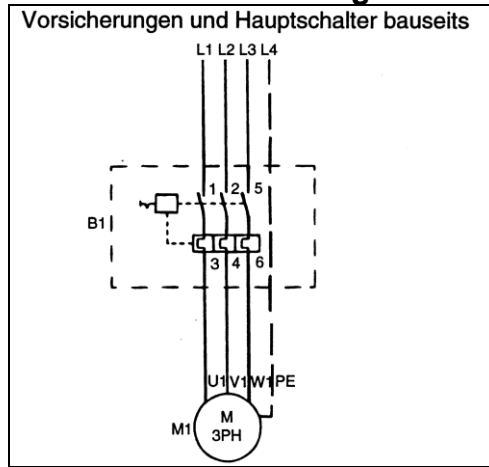 Vorsicherungen und Hauptschalter bauseits
L1 L2 L3 L4
1 2 5
B1
3 4 6
U1 V1 W1 PE
M1
M
3PH